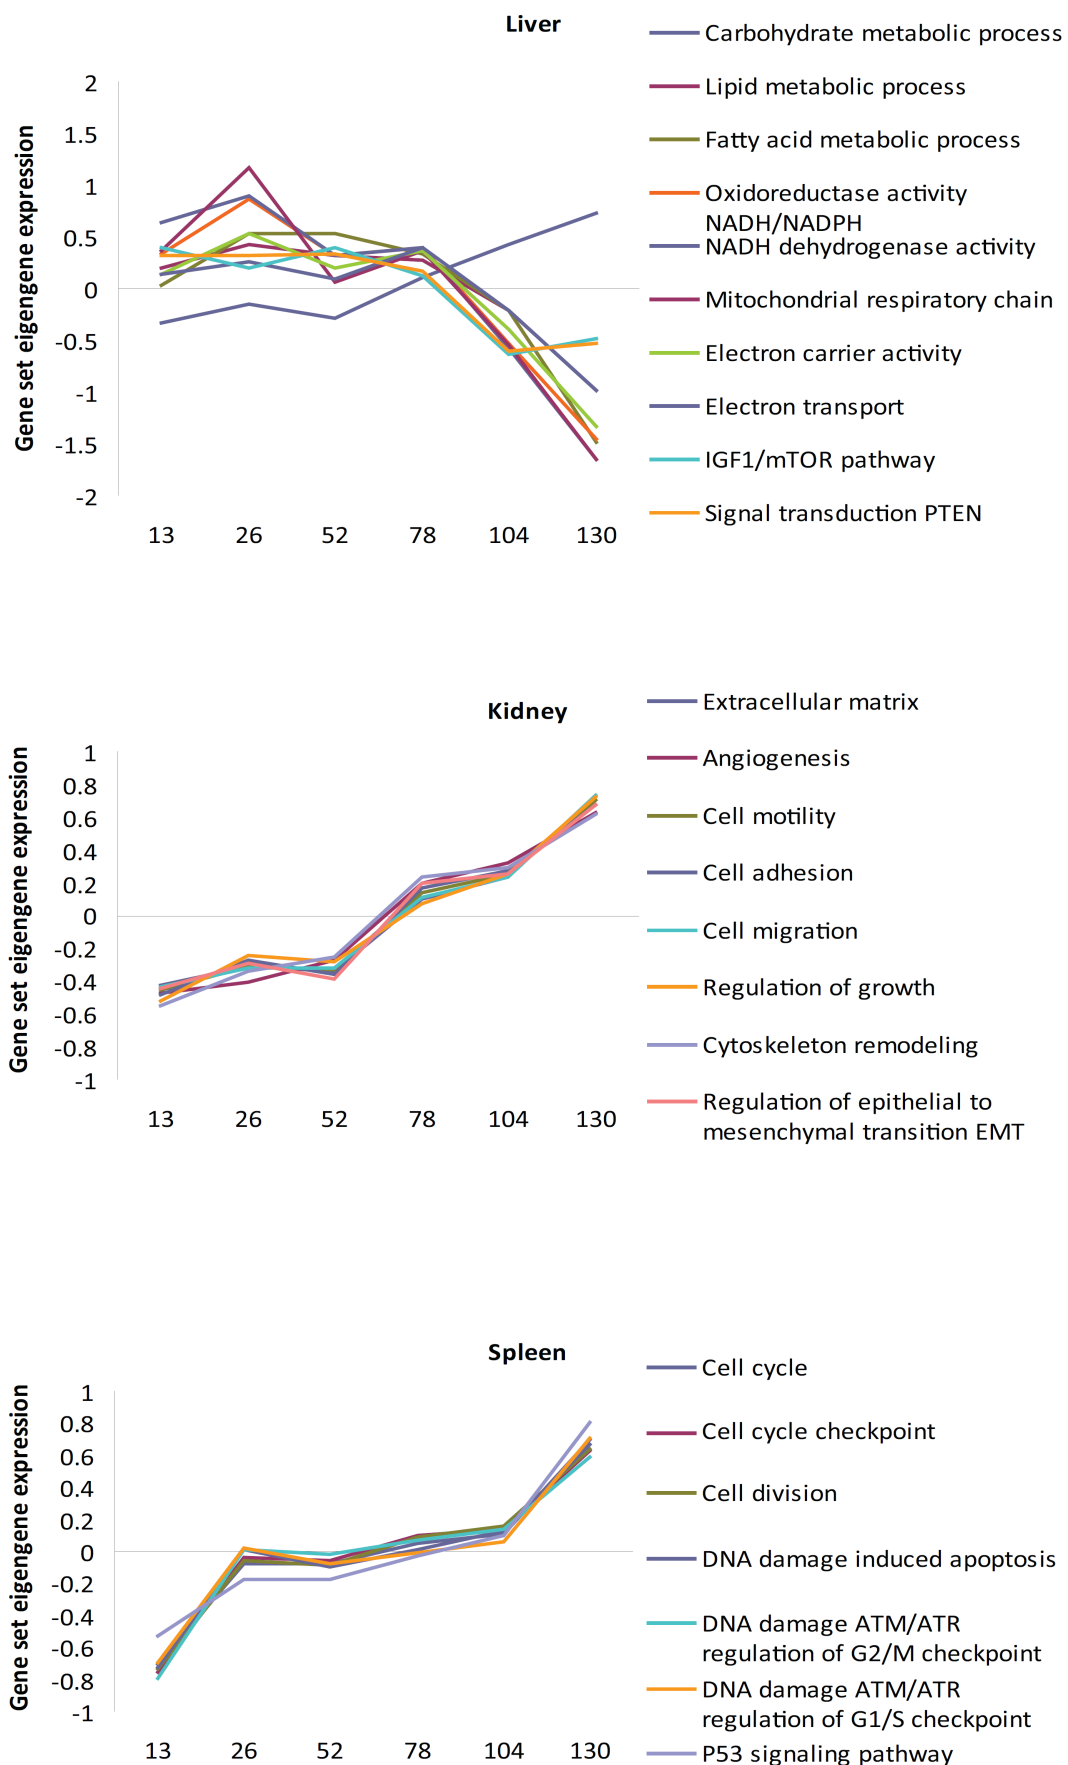 Liver
Gene set eigengene expression
2
1.5
1
0.5
0
-0.5
-1
-1.5
-2
13 26 52 78 104 130
Carbohydrate metabolic process
Lipid metabolic process
Fatty acid metabolic process
Oxidoreductase activity
NADH/NADPH
NADH dehydrogenase activity
Mitochondrial respiratory chain
Electron carrier activity
Electron transport
IGF1/mTOR pathway
Signal transduction PTEN
Kidney
Gene set eigengene expression
1
0.8
0.6
0.4
0.2
0
-0.2
-0.4
-0.6
-0.8
-1
13 26 52 78 104 130
Extracellular matrix
Angiogenesis
Cell motility
Cell adhesion
Cell migration
Regulation of growth
Cytoskeleton remodeling
Regulation of epithelial to
mesenchymal transition EMT
Spleen
Gene set eigengene expression
1
0.8
0.6
0.4
0.2
0
-0.2
-0.4
-0.6
-0.8
-1
13 26 52 78 104 130
Cell cycle
Cell cycle checkpoint
Cell division
DNA damage induced apoptosis
DNA damage ATM/ATR
regulation of G2/M checkpoint
DNA damage ATM/ATR
regulation of G1/S checkpoint
P53 signaling pathway